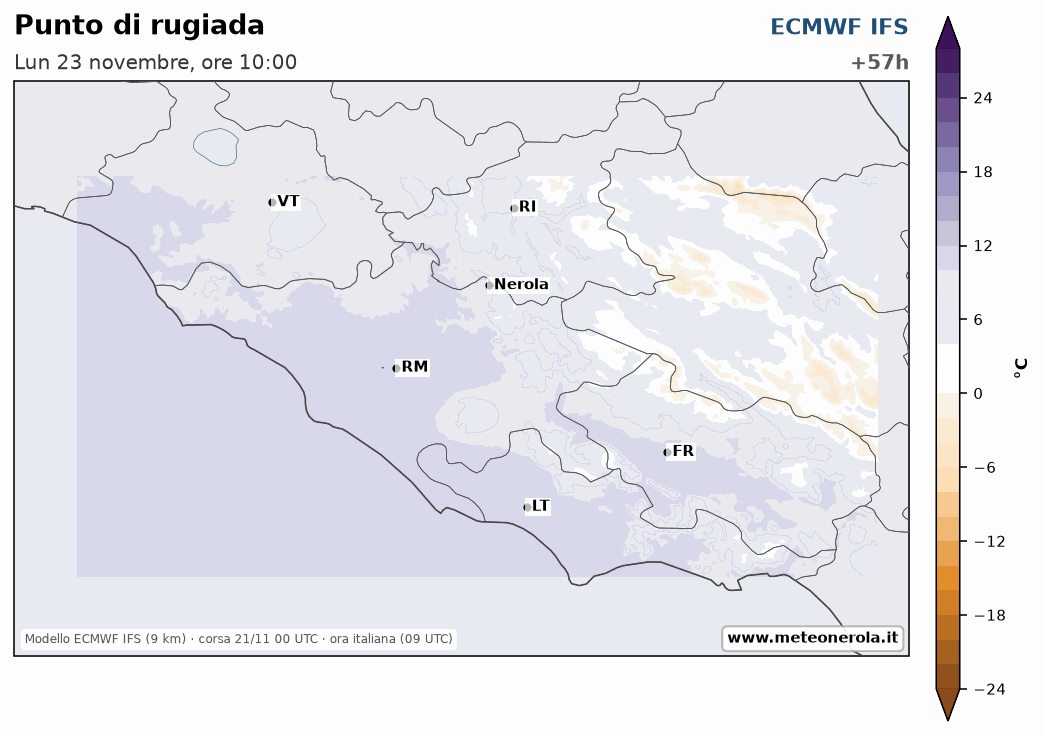 Punto di rugiada
ECMWF IFS
Lun 23 novembre, ore 10:00
+57h
VT
RI
Nerola
RM
FR
LT
24
18
12
6
0
−6
−12
−18
−24
°C
Modello ECMWF IFS (9 km) · corsa 21/11 00 UTC · ora italiana (09 UTC)
www.meteonerola.it